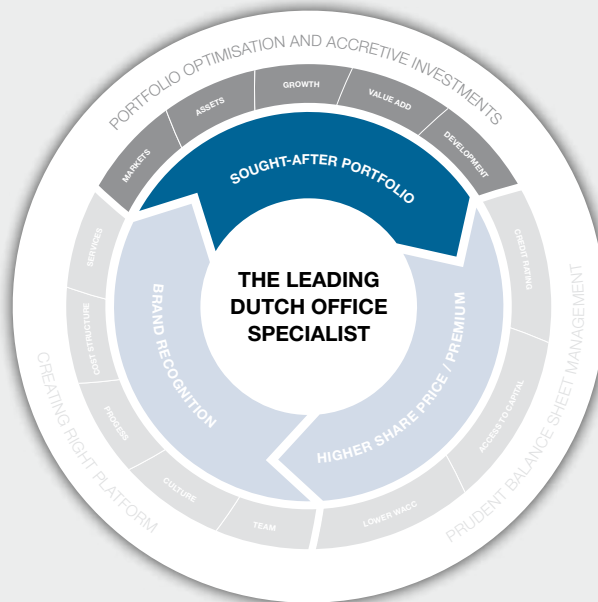 PORTFOLIO OPTIMISATION AND ACCRETIVE INVESTMENTS
MARKETS
ASSETS
GROWTH
VALUE ADD
DEVELOPMENT
SOUGHT-AFTER PORTFOLIO
THE LEADING
DUTCH OFFICE
SPECIALIST
PRUDENT BALANCE SHEET MANAGEMENT
CREDIT RATING
ACCESS TO CAPITAL
LOWER WACC
HIGHER SHARE PRICE / PREMIUM
CREATING RIGHT PLATFORM
SERVICES
COST STRUCTURE
PROGESS
CULTURE
TEAM
BRAND RECOGNITION